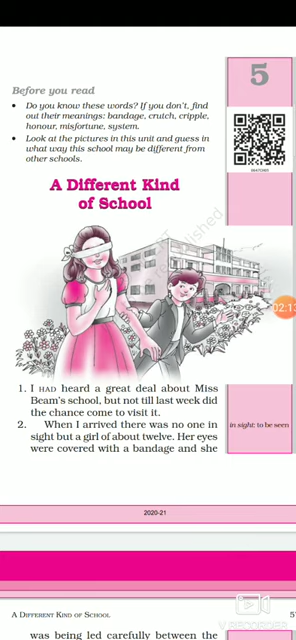 5
Before you read
• Do you know these words? If you don't, find
out their meanings: bandage, crutch, cripple,
honour, misfortune, system.
• Look at the pictures in this unit and guess in
what way this school may be different from
other schools.
A Different Kind
of School
02:13
1. I HAD heard a great deal about Miss
Beam's school, but not till last week did
the chance come to visit it.
2. When I arrived there was no one in
sight but a girl of about twelve. Her eyes
were covered with a bandage and she
in sight: to be seen
2020-21
V RECORDER
A DIFFERENT KIND OF SCHOOL
was being led carefully between the